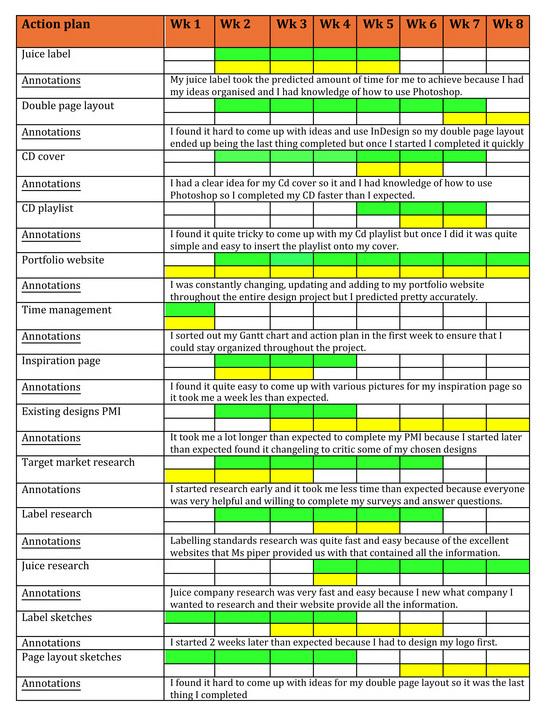 Action plan Wk 1 Wk 2 Wk 3 Wk 4 Wk 5 Wk 6 Wk 7 Wk 8
Juice label
Annotations My juice label took the predicted amount of time for me to achieve because I had
my ideas organised and I had knowledge of how to use Photoshop.
Double page layout
Annotations I found it hard to come up with ideas and use InDesign so my double page layout
ended up being the last thing completed but once I started I completed it quickly
CD cover
Annotations I had a clear idea for my Cd cover so it and I had knowledge of how to use
Photoshop so I completed my CD faster than I expected.
CD playlist
Annotations I found it quite tricky to come up with my Cd playlist but once I did it was quite
simple and easy to insert the playlist onto my cover.
Portfolio website
Annotations I was constantly changing, updating and adding to my portfolio website
throughout the entire design project but I predicted pretty accurately.
Time management
Annotations I sorted out my Gantt chart and action plan in the first week to ensure that I
could stay organized throughout the project.
Inspiration page
Annotations I found it quite easy to come up with various pictures for my inspiration page so
it took me a week les than expected.
Existing designs PMI
Annotations It took me a lot longer than expected to complete my PMI because I started later
than expected found it changeling to critic some of my chosen designs
Target market research
Annotations I started research early and it took me less time than expected because everyone
was very helpful and willing to complete my surveys and answer questions.
Label research
Annotations Labelling standards research was quite fast and easy because of the excellent
websites that Ms piper provided us with that contained all the information.
Juice research
Annotations Juice company research was very fast and easy because I new what company I
wanted to research and their website provide all the information.
Label sketches
Annotations I started 2 weeks later than expected because I had to design my logo first.
Page layout sketches
Annotations I found it hard to come up with ideas for my double page layout so it was the last
thing I completed